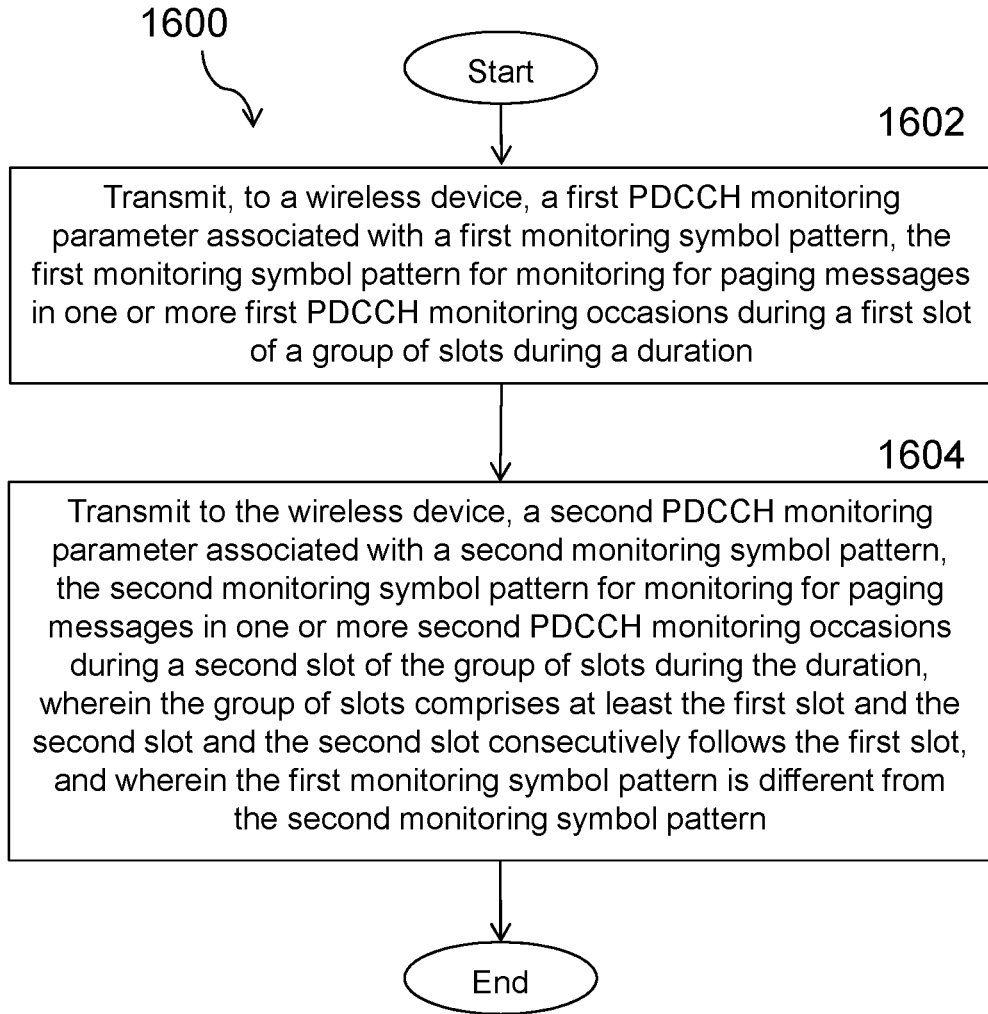 1600
Start
1602
Transmit, to a wireless device, a first PDCCH monitoring
parameter associated with a first monitoring symbol pattern, the
first monitoring symbol pattern for monitoring for paging messages
in one or more first PDCCH monitoring occasions during a first slot
of a group of slots during a duration
1604
Transmit to the wireless device, a second PDCCH monitoring
parameter associated with a second monitoring symbol pattern,
the second monitoring symbol pattern for monitoring for paging
messages in one or more second PDCCH monitoring occasions
during a second slot of the group of slots during the duration,
wherein the group of slots comprises at least the first slot and the
second slot and the second slot consecutively follows the first slot,
and wherein the first monitoring symbol pattern is different from
the second monitoring symbol pattern
End